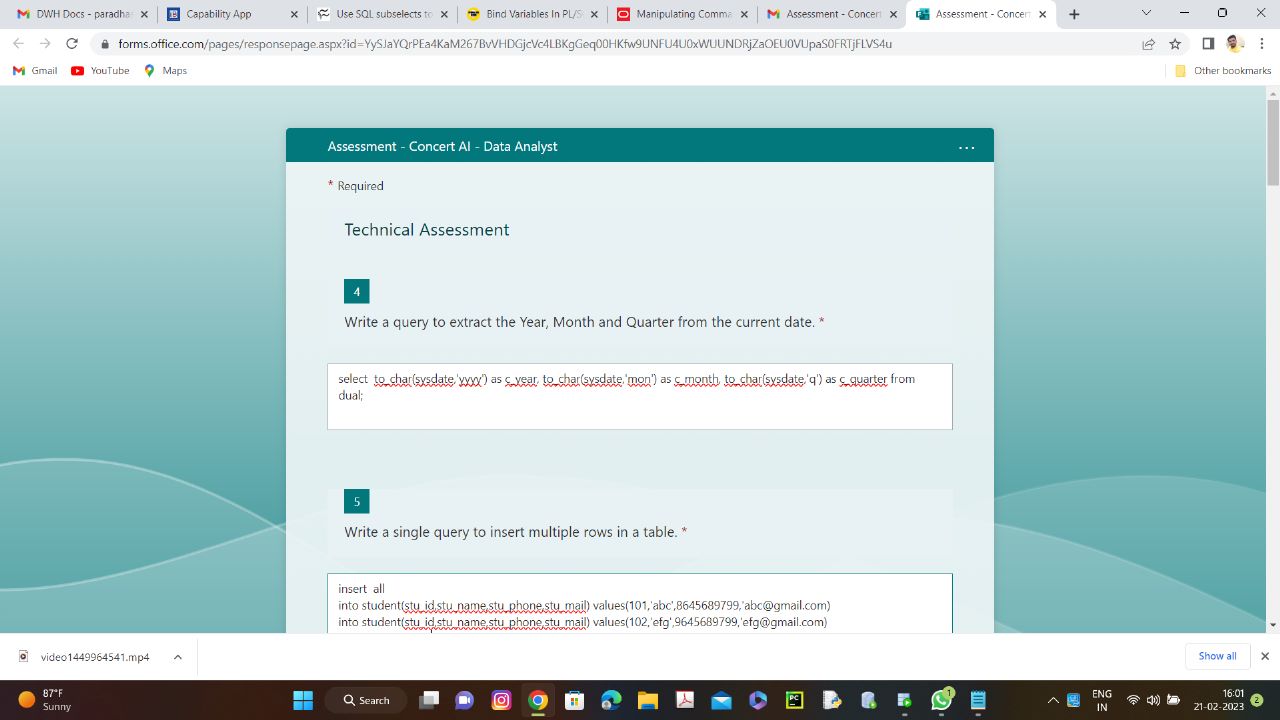 DWH Docs - paradha
Capability App
Use SQL subselects to
Bind Variables In PL/S
Manipulating Comma
Assessment - Concer
Assessment - Concer
forms.office.com/pages/responsepage.aspx?id=YySJaYQrPEa4KaM267BvVHDGjcVc4LBKgGeq00HKfw9UNFU4U0xWUUNDRjZaOEU0VUpaS0FRTjFLVS4u
Gmail
YouTube
Maps
Other bookmarks
Assessment - Concert AI - Data Analyst
...
* Required
Technical Assessment
4
Write a query to extract the Year, Month and Quarter from the current date. *
select to_char(sysdate,'yyyy') as c_year, to_char(sysdate,'mon') as c_month, to_char(sysdate,'q') as c_quarter from
dual;
5
Write a single query to insert multiple rows in a table. *
insert all
into student(stu_id,stu_name,stu_phone,stu_mail) values(101,'abc',8645689799,'abc@gmail.com)
into student(stu_id,stu_name,stu_phone,stu_mail) values(102,'efg',9645689799,'efg@gmail.com)
video1449964541.mp4
Show all
87°F
Sunny
Search
PC
1
ENG
IN
16:01
21-02-2023
2